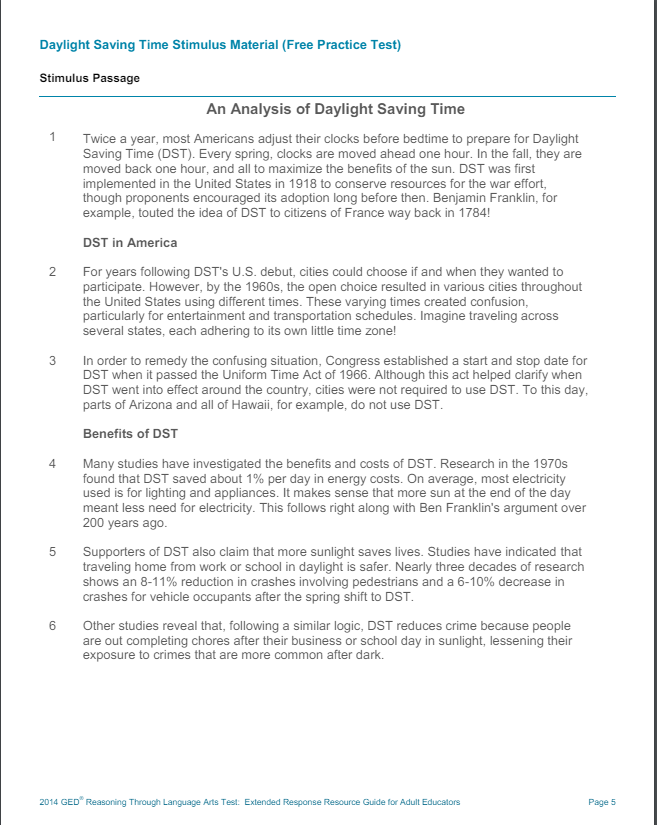 Daylight Saving Time Stimulus Material (Free Practice Test)
Stimulus Passage
An Analysis of Daylight Saving Time
1 Twice a year, most Americans adjust their clocks before bedtime to prepare for Daylight
Saving Time (DST). Every spring, clocks are moved ahead one hour. In the fall, they are
moved back one hour, and all to maximize the benefits of the sun. DST was first
implemented in the United States in 1918 to conserve resources for the war effort,
though proponents encouraged its adoption long before then. Benjamin Franklin, for
example, touted the idea of DST to citizens of France way back in 1784!
DST in America
2 For years following DST's U.S. debut, cities could choose if and when they wanted to
participate. However, by the 1960s, the open choice resulted in various cities throughout
the United States using different times. These varying times created confusion,
particularly for entertainment and transportation schedules. Imagine traveling across
several states, each adhering to its own little time zone!
3 In order to remedy the confusing situation, Congress established a start and stop date for
DST when it passed the Uniform Time Act of 1966. Although this act helped clarify when
DST went into effect around the country, cities were not required to use DST. To this day,
parts of Arizona and all of Hawaii, for example, do not use DST.
Benefits of DST
4 Many studies have investigated the benefits and costs of DST. Research in the 1970s
found that DST saved about 1% per day in energy costs. On average, most electricity
used is for lighting and appliances. It makes sense that more sun at the end of the day
meant less need for electricity. This follows right along with Ben Franklin's argument over
200 years ago.
5 Supporters of DST also claim that more sunlight saves lives. Studies have indicated that
traveling home from work or school in daylight is safer. Nearly three decades of research
shows an 8-11% reduction in crashes involving pedestrians and a 6-10% decrease in
crashes for vehicle occupants after the spring shift to DST.
6 Other studies reveal that, following a similar logic, DST reduces crime because people
are out completing chores after their business or school day in sunlight, lessening their
exposure to crimes that are more common after dark.
2014 GED® Reasoning Through Language Arts Test: Extended Response Resource Guide for Adult Educators Page 5